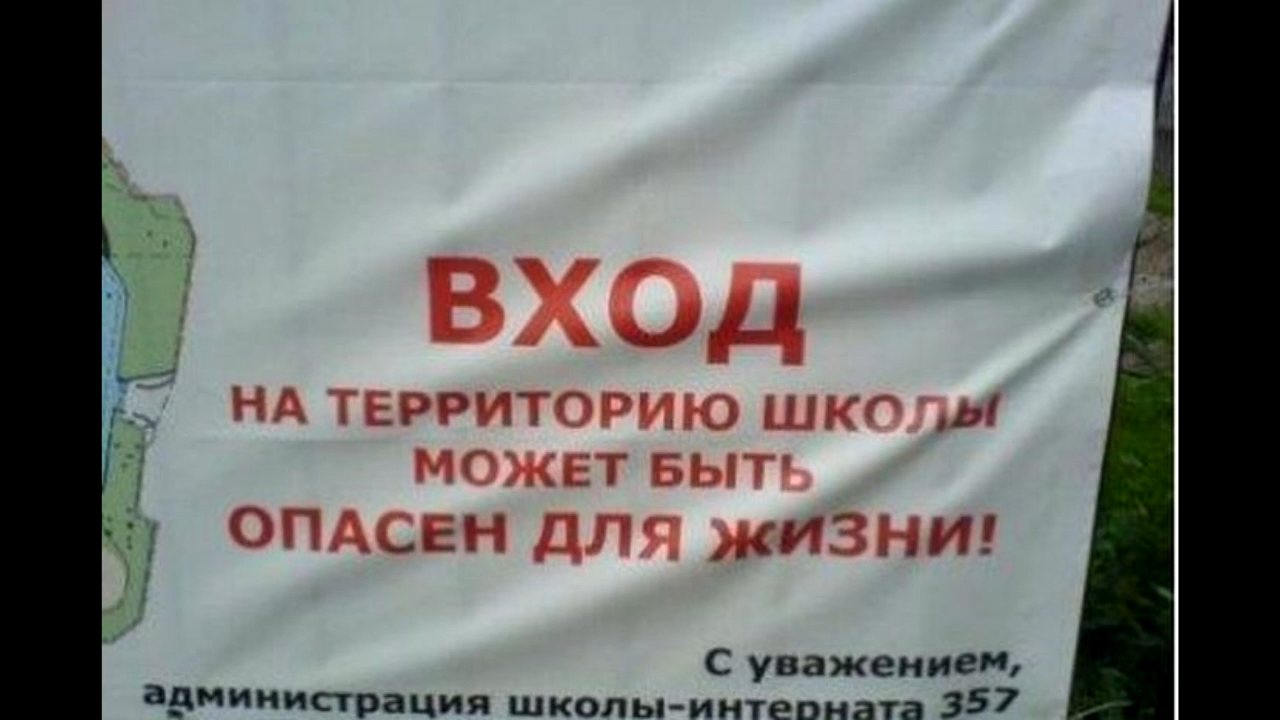 ВХОД
НА ТЕРРИТОРИЮ ШКОЛЫ
МОЖЕТ БЫТЬ
ОПАСЕН ДЛЯ ЖИЗНИ!
С уважением,
администрация школы-интерната 357